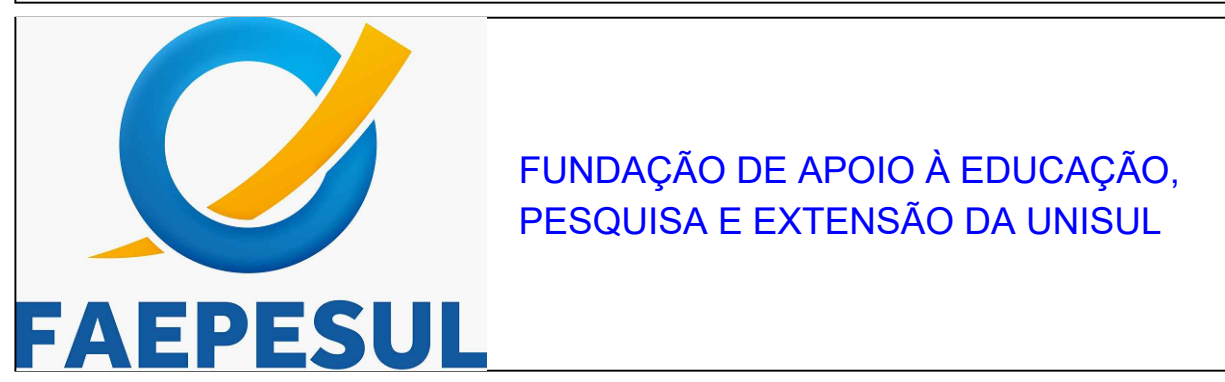 FAEPESUL
FUNDAÇÃO DE APOIO À EDUCAÇÃO,
PESQUISA E EXTENSÃO DA UNISUL